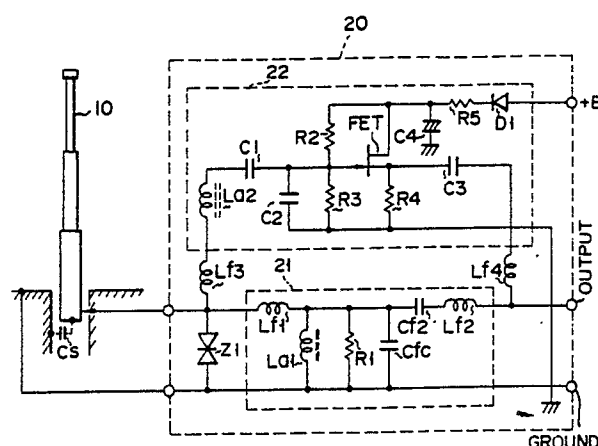 20
22
10
R2
FET
C4
R5
D1
+B
C1
La2
C2
R3
R4
C3
Lf3
21
Lf4
OUTPUT
Lf1
Cf2
Lf2
Cs
Z1
La1
R1
Cfc
GROUND